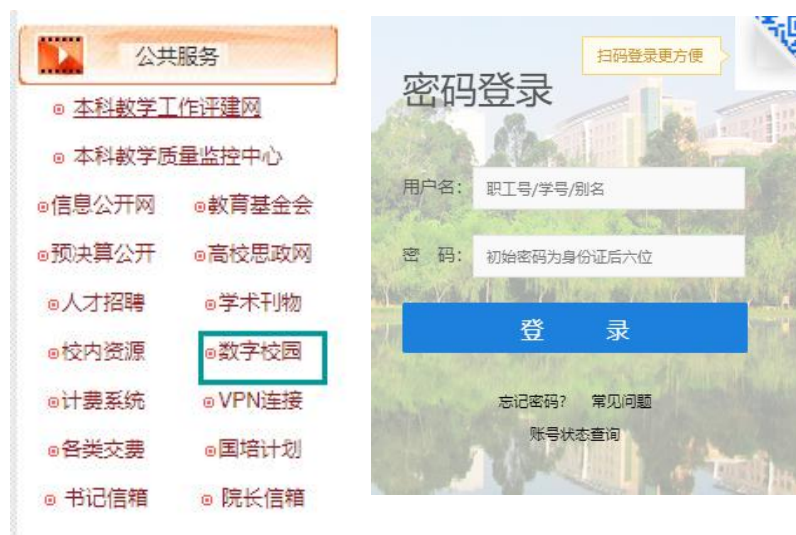 公共服务
本科教学工作评建网
本科教学质量监控中心
信息公开网 教育基金会
预决算公开 高校思政网
人才招聘 学术刊物
校内资源 数字校园
计费系统 VPN连接
各类交费 国培计划
书记信箱 院长信箱
扫码登录更方便
密码登录
用户名： 职工号/学号/别名
密 码： 初始密码为身份证后六位
登 录
忘记密码? 常见问题
账号状态查询